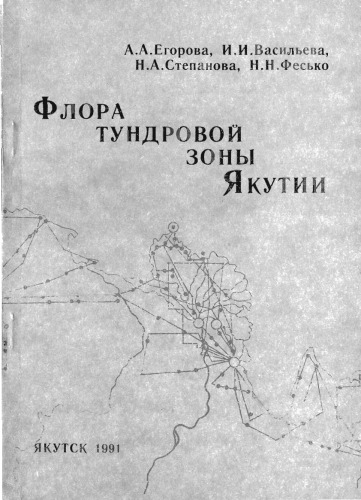 А.А.Егорова, И.И.Васильева,
Н.А.Степанова, Н.Н.Фесько
Флора
тундровой
зоны
Якутии
ЯКУТСК 1991